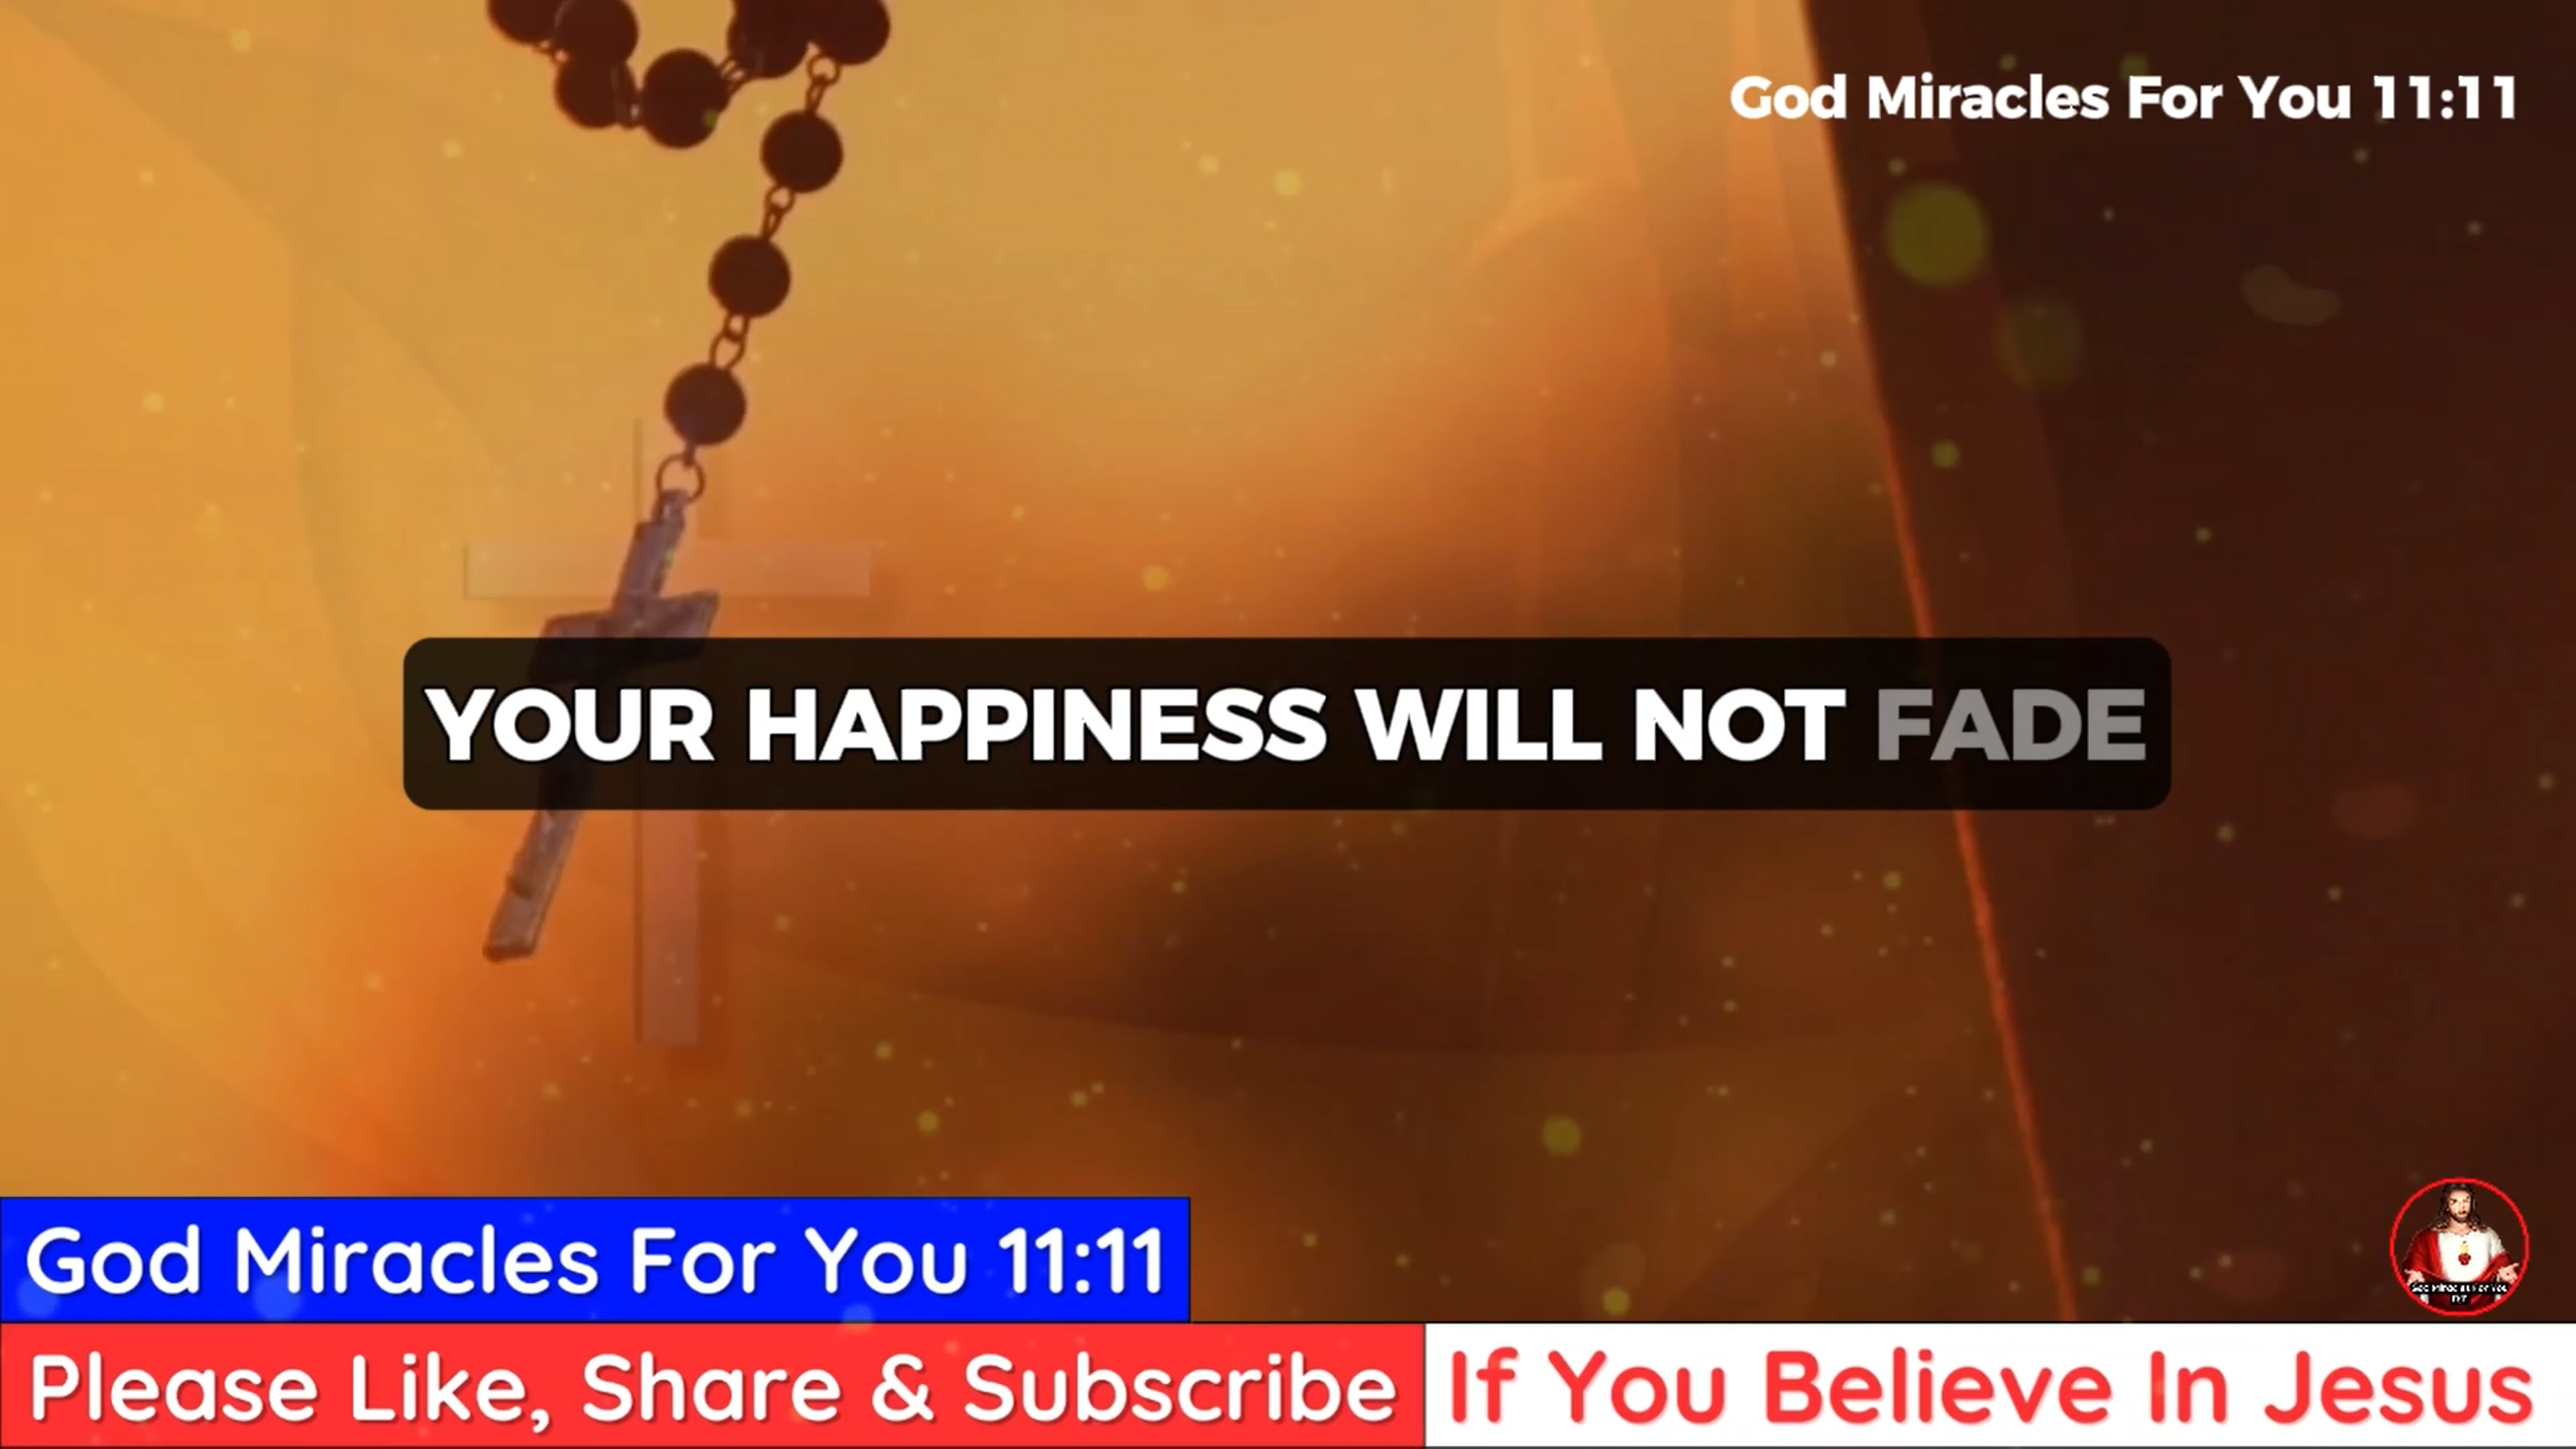 God Miracles For You 11:11
YOUR HAPPINESS WILL NOT FADE
God Miracles For You 11:11
Please Like, Share & Subscribe
If You Believe In Jesus